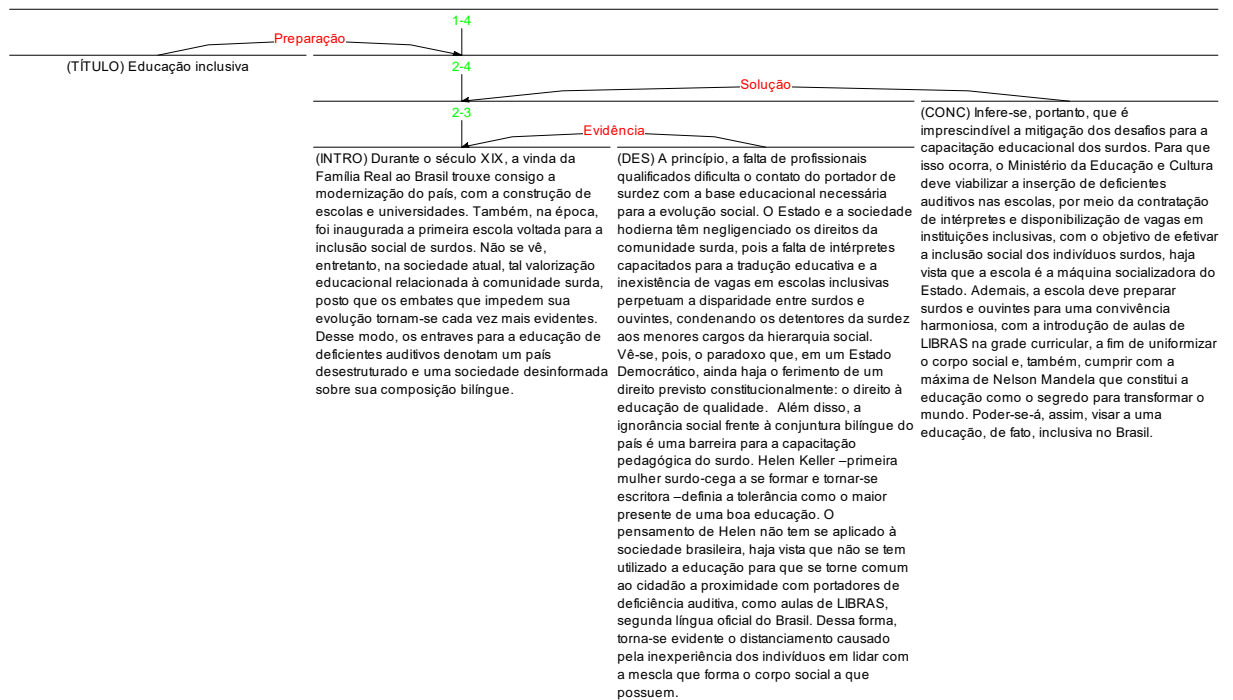 1-4
Preparação
(TÍTULO) Educação inclusiva
2-4
Solução
2-3
Evidência
(INTRO) Durante o século XIX, a vinda da
Família Real ao Brasil trouxe consigo a
modernização do país, com a construção de
escolas e universidades. Também, na época,
foi inaugurada a primeira escola voltada para a
inclusão social de surdos. Não se vê,
entretanto, na sociedade atual, tal valorização
educacional relacionada à comunidade surda,
posto que os embates que impedem sua
evolução tornam-se cada vez mais evidentes.
Desse modo, os entraves para a educação de
deficientes auditivos denotam um país
desestruturado e uma sociedade desinformada
sobre sua composição bilíngue.
(DES) A princípio, a falta de profissionais
qualificados dificulta o contato do portador de
surdez com a base educacional necessária
para a evolução social. O Estado e a sociedade
hodierna têm negligenciado os direitos da
comunidade surda, pois a falta de intérpretes
capacitados para a tradução educativa e a
inexistência de vagas em escolas inclusivas
perpetuam a disparidade entre surdos e
ouvintes, condenando os detentores da surdez
aos menores cargos da hierarquia social.
Vê-se, pois, o paradoxo que, em um Estado
Democrático, ainda haja o ferimento de um
direito previsto constitucionalmente: o direito à
educação de qualidade. Além disso, a
ignorância social frente à conjuntura bilíngue do
país é uma barreira para a capacitação
pedagógica do surdo. Helen Keller –primeira
mulher surdo-cega a se formar e tornar-se
escritora –definia a tolerância como o maior
presente de uma boa educação. O
pensamento de Helen não tem se aplicado à
sociedade brasileira, haja vista que não se tem
utilizado a educação para que se torne comum
ao cidadão a proximidade com portadores de
deficiência auditiva, como aulas de LIBRAS,
segunda língua oficial do Brasil. Dessa forma,
torna-se evidente o distanciamento causado
pela inexperiência dos indivíduos em lidar com
a mescla que forma o corpo social a que
possuem.
(CONC) Infere-se, portanto, que é
imprescindível a mitigação dos desafios para a
capacitação educacional dos surdos. Para que
isso ocorra, o Ministério da Educação e Cultura
deve viabilizar a inserção de deficientes
auditivos nas escolas, por meio da contratação
de intérpretes e disponibilização de vagas em
instituições inclusivas, com o objetivo de efetivar
a inclusão social dos indivíduos surdos, haja
vista que a escola é a máquina socializadora do
Estado. Ademais, a escola deve preparar
surdos e ouvintes para uma convivência
harmoniosa, com a introdução de aulas de
LIBRAS na grade curricular, a fim de uniformizar
o corpo social e, também, cumprir com a
máxima de Nelson Mandela que constitui a
educação como o segredo para transformar o
mundo. Poder-se-á, assim, visar a uma
educação, de fato, inclusiva no Brasil.